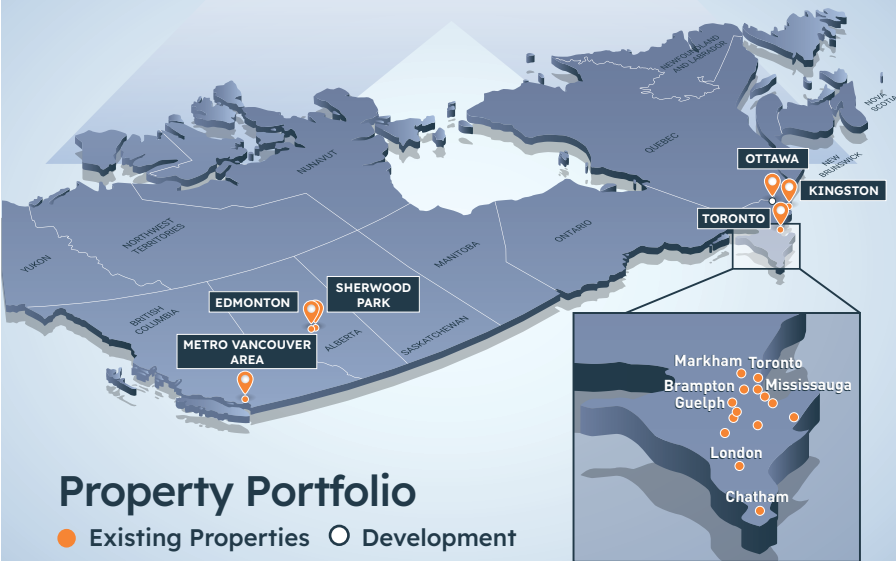 NEWFOUNDLAND
AND LABRADOR
NOVA
SCOTIA
NUNAVUT
QUEBEC
OTTAWA
NEW
BRUNSWICK
KINGSTON
TORONTO
NORTHWEST
TERRITORIES
YUKON
MANITOBA
ONTARIO
SHERWOOD
PARK
EDMONTON
BRITISH
COLUMBIA
ALBERTA
SASKATCHEWAN
METRO VANCOUVER
AREA
Markham
Toronto
Brampton
Mississauga
Guelph
London
Chatham
Property Portfolio
Existing Properties
Development